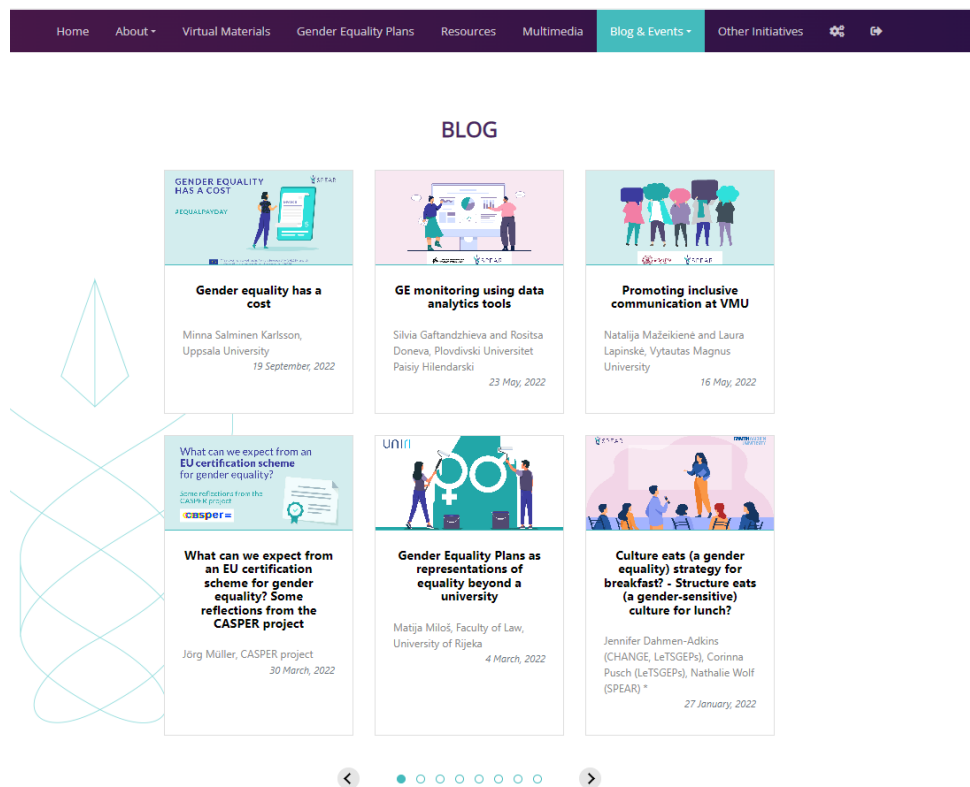 Home About Virtual Materials Gender Equality Plans Resources Multimedia Blog & Events Other Initiatives
BLOG
GENDER EQUALITY
HAS A COST
SPEAR
#EQUALPAYDAY
SPEAR
SPEAR
Gender equality has a
cost
Minna Salminen Karlsson,
Uppsala University
19 September, 2022
GE monitoring using data
analytics tools
Silvia Gaftandzhieva and Rositsa
Doneva, Plovdivski Universitet
Paisiy Hilendarski
23 May, 2022
Promoting inclusive
communication at VMU
Natalija Mažeikienė and Laura
Lapinskė, Vytautas Magnus
University
16 May, 2022
What can we expect from an
EU certification scheme
for gender equality?
Some reflections from the
CASPER project
casper=
UNIRI
SPEAR
What can we expect from
an EU certification
scheme for gender
equality? Some
reflections from the
CASPER project
Jörg Müller, CASPER project
30 March, 2022
Gender Equality Plans as
representations of
equality beyond a
university
Matija Miloš, Faculty of Law,
University of Rijeka
4 March, 2022
Culture eats (a gender
equality) strategy for
breakfast? - Structure eats
(a gender-sensitive)
culture for lunch?
Jennifer Dahmen-Adkins
(CHANGE, LeTSGEPs), Corinna
Pusch (LeTSGEPs), Nathalie Wolf
(SPEAR) *
27 January, 2022